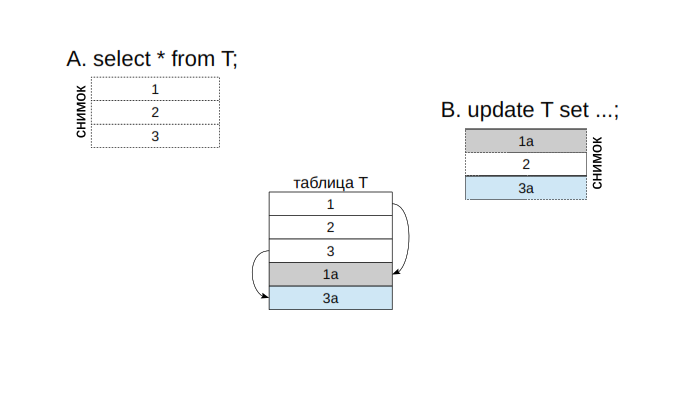 A. select * from T;
снимок
1
2
3
B. update T set ...;
1a
2
3a
снимок
таблица T
1
2
3
1a
3a